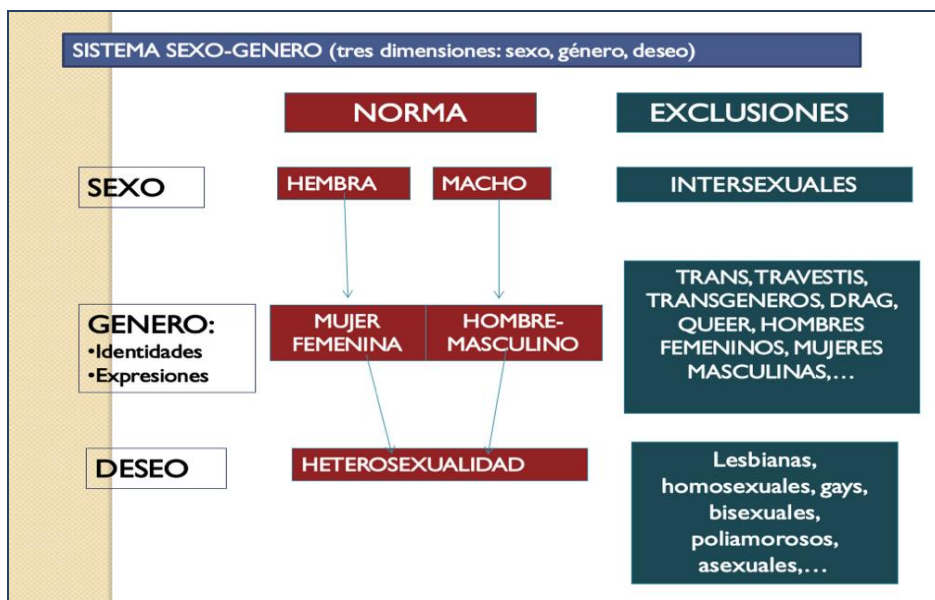 SISTEMA SEXO-GENERO (tres dimensiones: sexo, género, deseo)
NORMA
EXCLUSIONES
SEXO
HEMBRA
MACHO
INTERSEXUALES
GENERO:
•Identidades
•Expresiones
MUJER
FEMENINA
HOMBRE-
MASCULINO
TRANS, TRAVESTIS,
TRANSGENEROS, DRAG,
QUEER, HOMBRES
FEMENINOS, MUJERES
MASCULINAS,...
DESEO
HETEROSEXUALIDAD
Lesbianas,
homosexuales, gays,
bisexuales,
poliamorosos,
asexuales,...